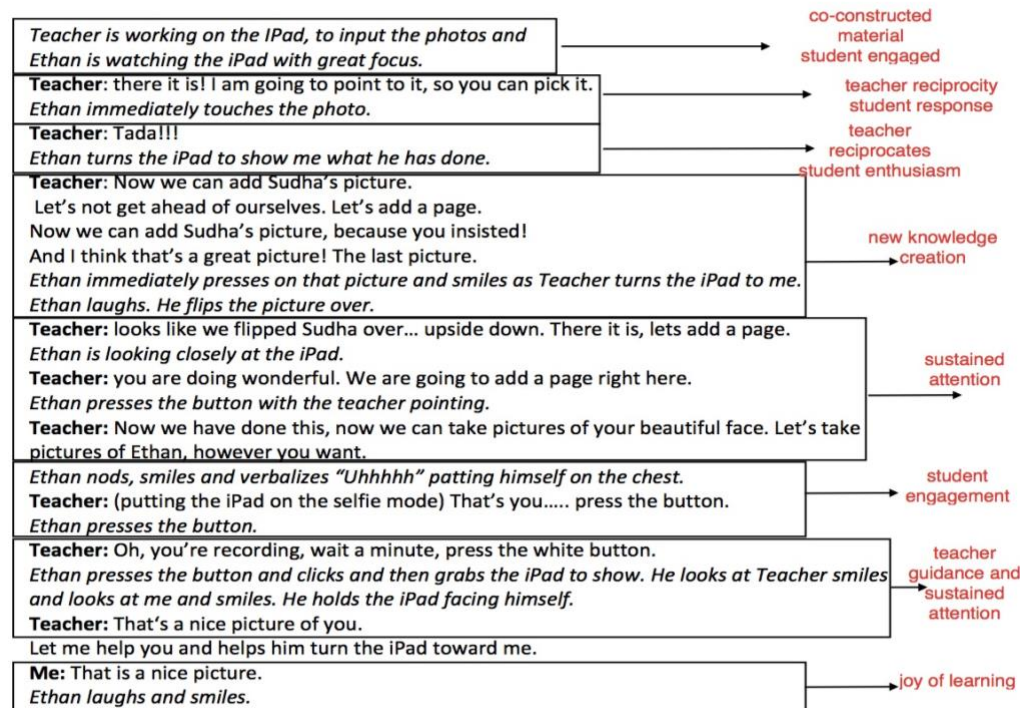 Teacher is working on the IPad, to input the photos and
Ethan is watching the iPad with great focus.
co-constructed
material
student engaged
Teacher: there it is! I am going to point to it, so you can pick it.
Ethan immediately touches the photo.
teacher reciprocity
student response
Teacher: Tada!!!
Ethan turns the iPad to show me what he has done.
teacher
reciprocates
student enthusiasm
Teacher: Now we can add Sudha's picture.
Let's not get ahead of ourselves. Let's add a page.
Now we can add Sudha's picture, because you insisted!
And I think that's a great picture! The last picture.
Ethan immediately presses on that picture and smiles as Teacher turns the iPad to me.
Ethan laughs. He flips the picture over.
new knowledge
creation
Teacher: looks like we flipped Sudha over... upside down. There it is, lets add a page.
Ethan is looking closely at the iPad.
Teacher: you are doing wonderful. We are going to add a page right here.
Ethan presses the button with the teacher pointing.
Teacher: Now we have done this, now we can take pictures of your beautiful face. Let's take
pictures of Ethan, however you want.
sustained
attention
Ethan nods, smiles and verbalizes “Uhhhhh” patting himself on the chest.
Teacher: (putting the iPad on the selfie mode) That's you..... press the button.
Ethan presses the button.
student
engagement
Teacher: Oh, you're recording, wait a minute, press the white button.
Ethan presses the button and clicks and then grabs the iPad to show. He looks at Teacher smiles
and looks at me and smiles. He holds the iPad facing himself.
Teacher: That's a nice picture of you.
teacher
guidance and
sustained
attention
Let me help you and helps him turn the iPad toward me.
Me: That is a nice picture.
Ethan laughs and smiles.
joy of learning